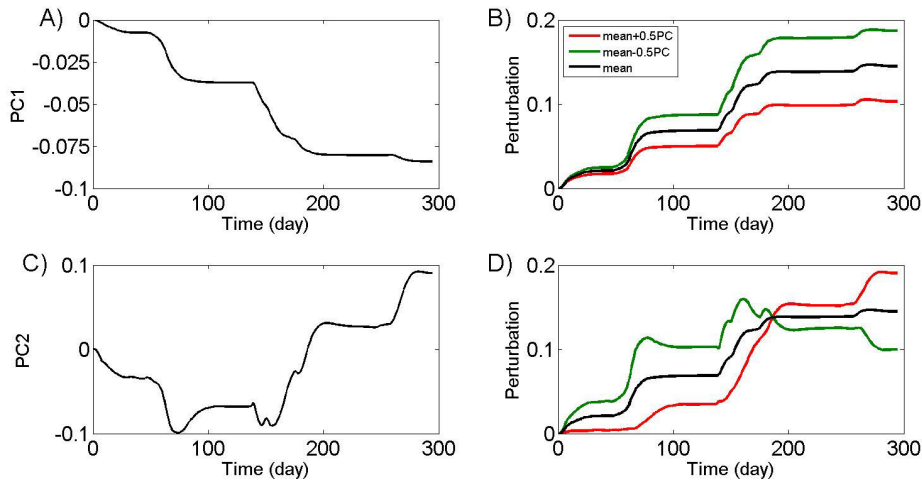 A)
0
-0.025
-0.05
-0.075
-0.1
PC1
0
100
200
300
Time (day)
B)
0.2
0.1
0
Perturbation
mean+0.5PC
mean-0.5PC
mean
0
100
200
300
Time (day)
C)
0.1
0
-0.1
PC2
0
100
200
300
Time (day)
D)
0.2
0.1
0
Perturbation
0
100
200
300
Time (day)